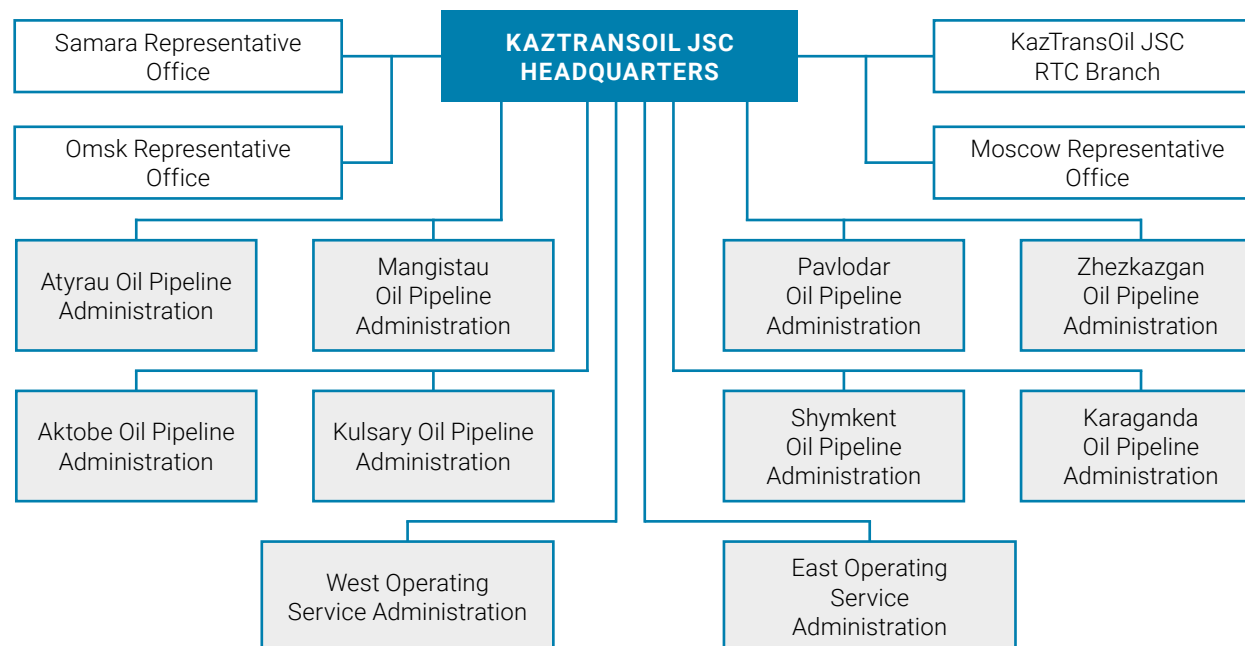 Samara Representative
Office
KAZTRANSOIL JSC
HEADQUARTERS
KazTransOil JSC
RTC Branch
Omsk Representative
Office
Moscow Representative
Office
Atyrau Oil Pipeline
Administration
Mangistau
Oil Pipeline
Administration
Pavlodar
Oil Pipeline
Administration
Zhezkazgan
Oil Pipeline
Administration
Aktobe Oil Pipeline
Administration
Kulsary Oil Pipeline
Administration
Shymkent
Oil Pipeline
Administration
Karaganda
Oil Pipeline
Administration
West Operating
Service Administration
East Operating
Service
Administration